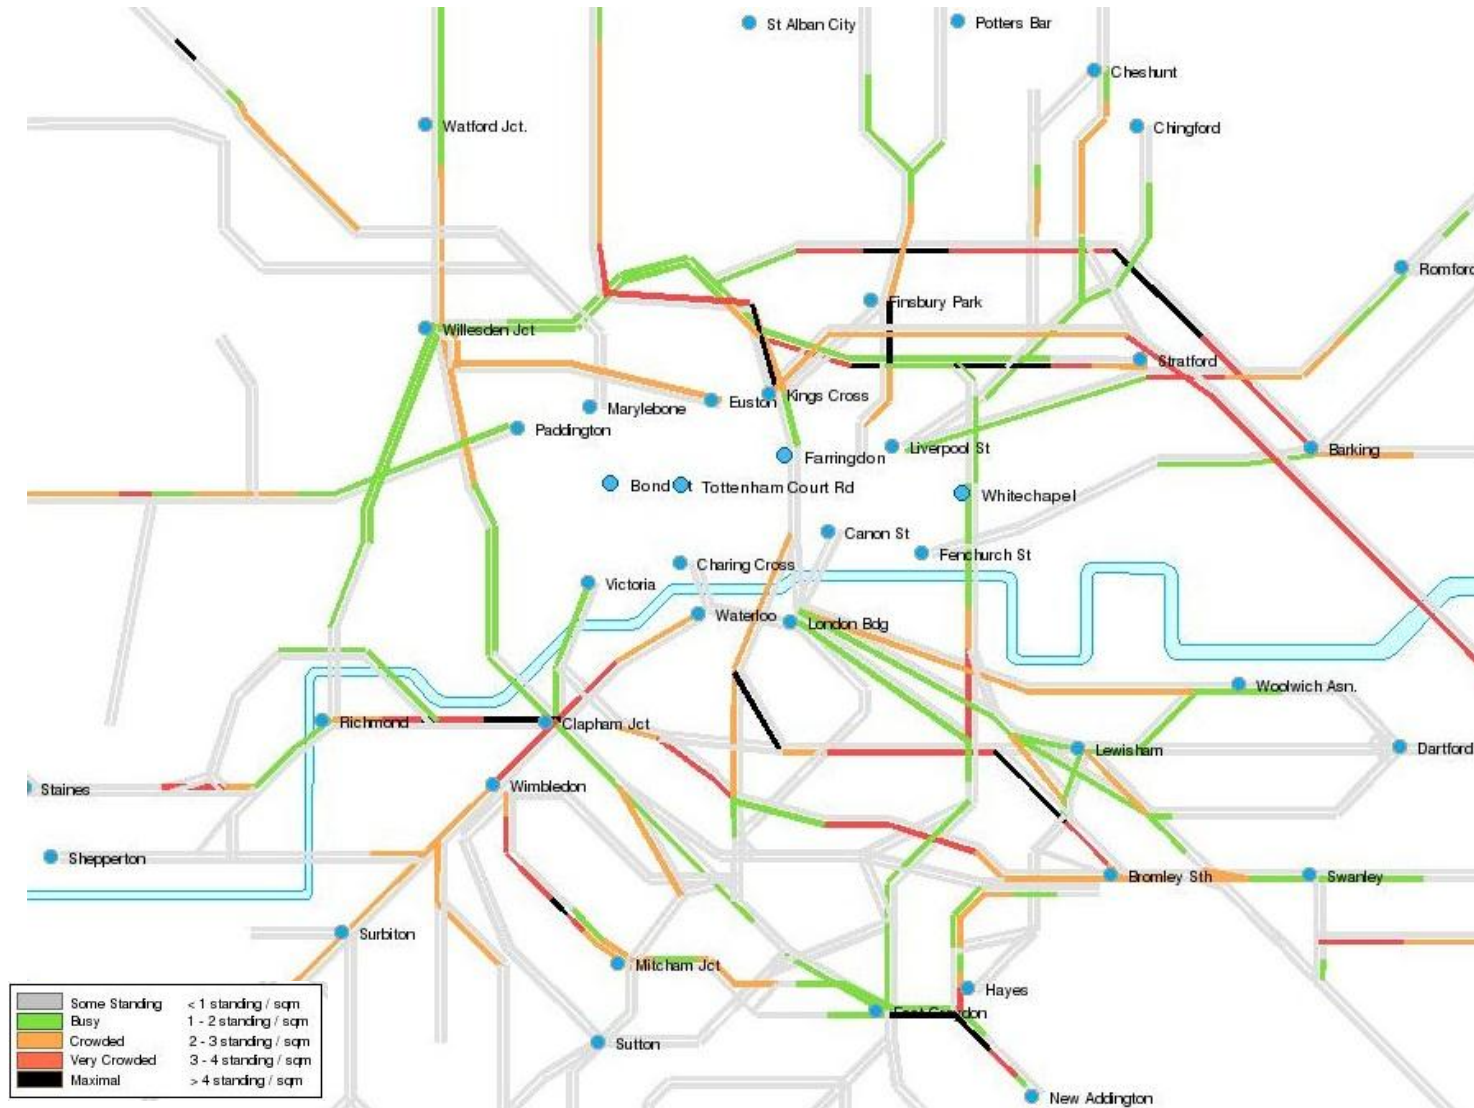 St Alban City
Potters Bar
Cheshunt
Watford Jct.
Chingford
Romford
Finsbury Park
Willesden Jct
Stratford
Kings Cross
Euston
Marylebone
Paddington
Liverpool St
Barking
Farringdon
Tottenham Court Rd
Whitechapel
Canon St
Fenchurch St
Charing Cross
Victoria
Waterloo
London Bdg
Woolwich Asn.
Richmond
Clapham Jct
Lewisham
Dartford
Staines
Wimbledon
Shepperton
Bromley Sth
Swanley
Surbiton
Mitcham Jct
Hayes
Sutton
New Addington
Some Standing < 1 standing / sqm
Busy 1 - 2 standing / sqm
Crowded 2 - 3 standing / sqm
Very Crowded 3 - 4 standing / sqm
Maximal > 4 standing / sqm